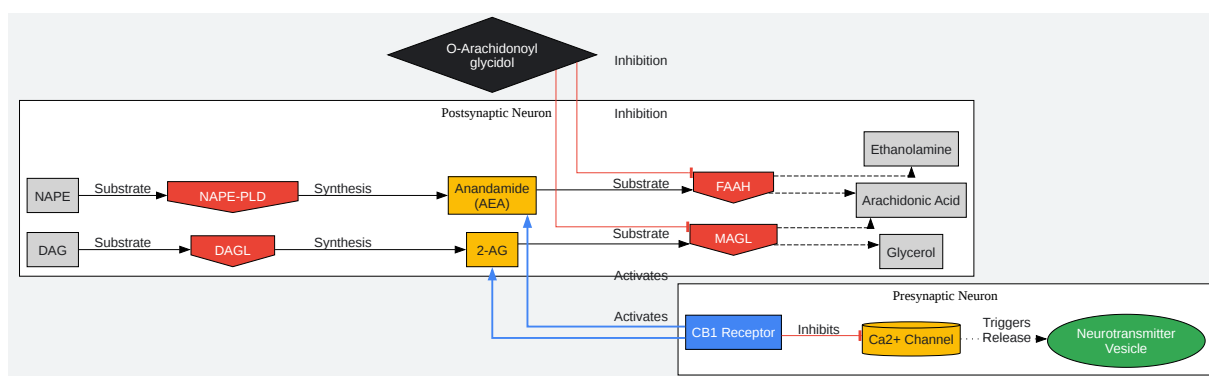 O-Arachidonoyl
glycidol
Inhibition
Postsynaptic Neuron
Inhibition
Ethanolamine
NAPE
Substrate
NAPE-PLD
Synthesis
Anandamide
(AEA)
Substrate
FAAH
Arachidonic Acid
DAG
Substrate
DAGL
Synthesis
2-AG
Substrate
MAGL
Glycerol
Activates
Presynaptic Neuron
Activates
CB1 Receptor
Inhibits
Ca2+ Channel
Triggers
Release
Neurotransmitter
Vesicle